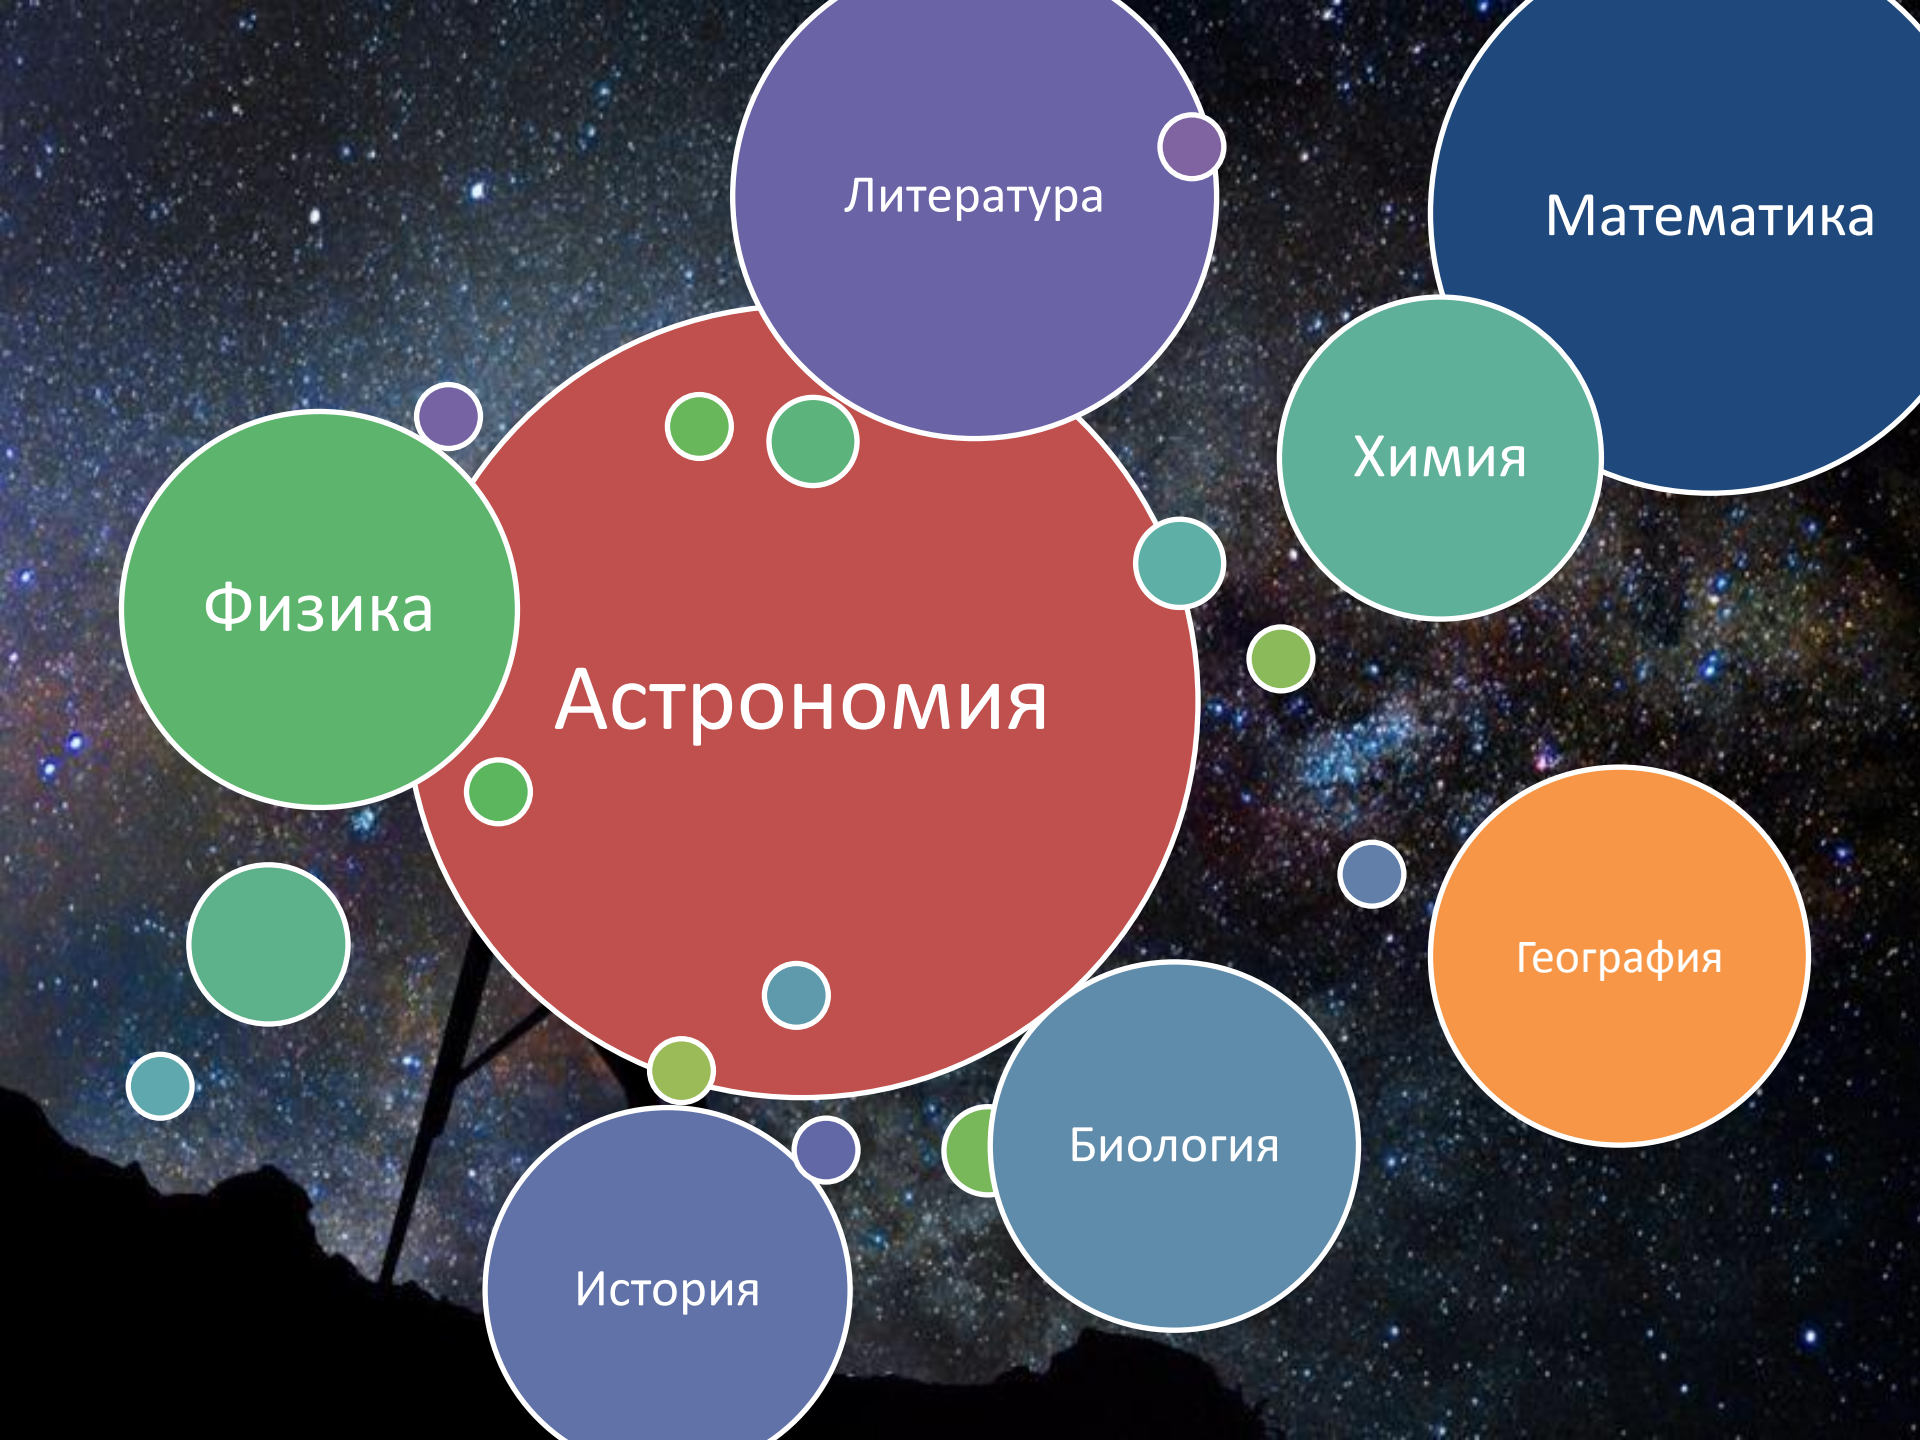 Литература
Математика
Химия
Физика
Астрономия
География
Биология
История